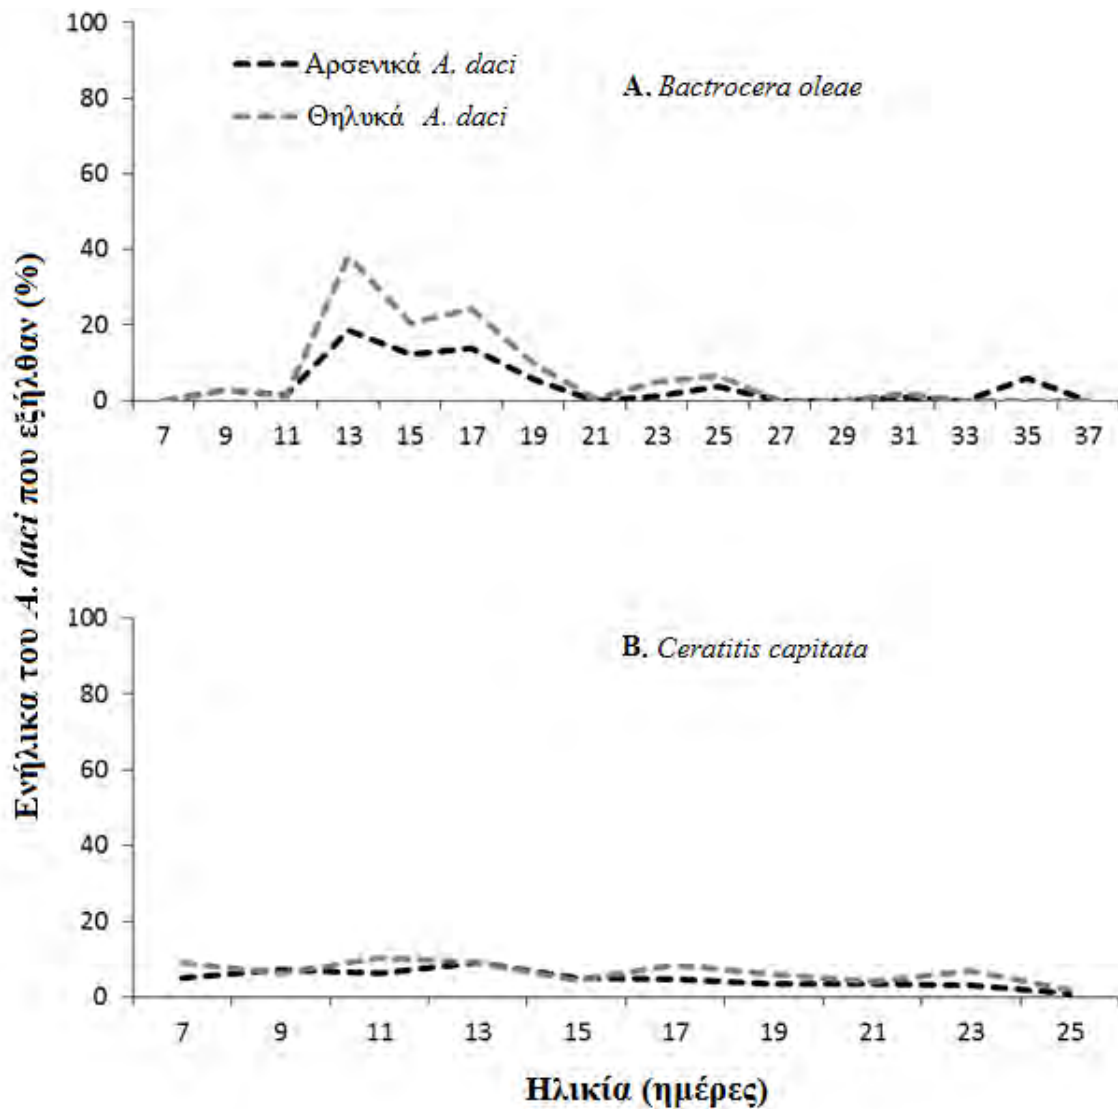 Ενήλικα του A. daci που εξήλθαν (%)
100
80
60
40
20
0
Αρσενικά A. daci
Θηλυκά A. daci
A. Bactrocera oleae
7 9 11 13 15 17 19 21 23 25 27 29 31 33 35 37
100
80
60
40
20
0
B. Ceratitis capitata
7 9 11 13 15 17 19 21 23 25
Ηλικία (ημέρες)